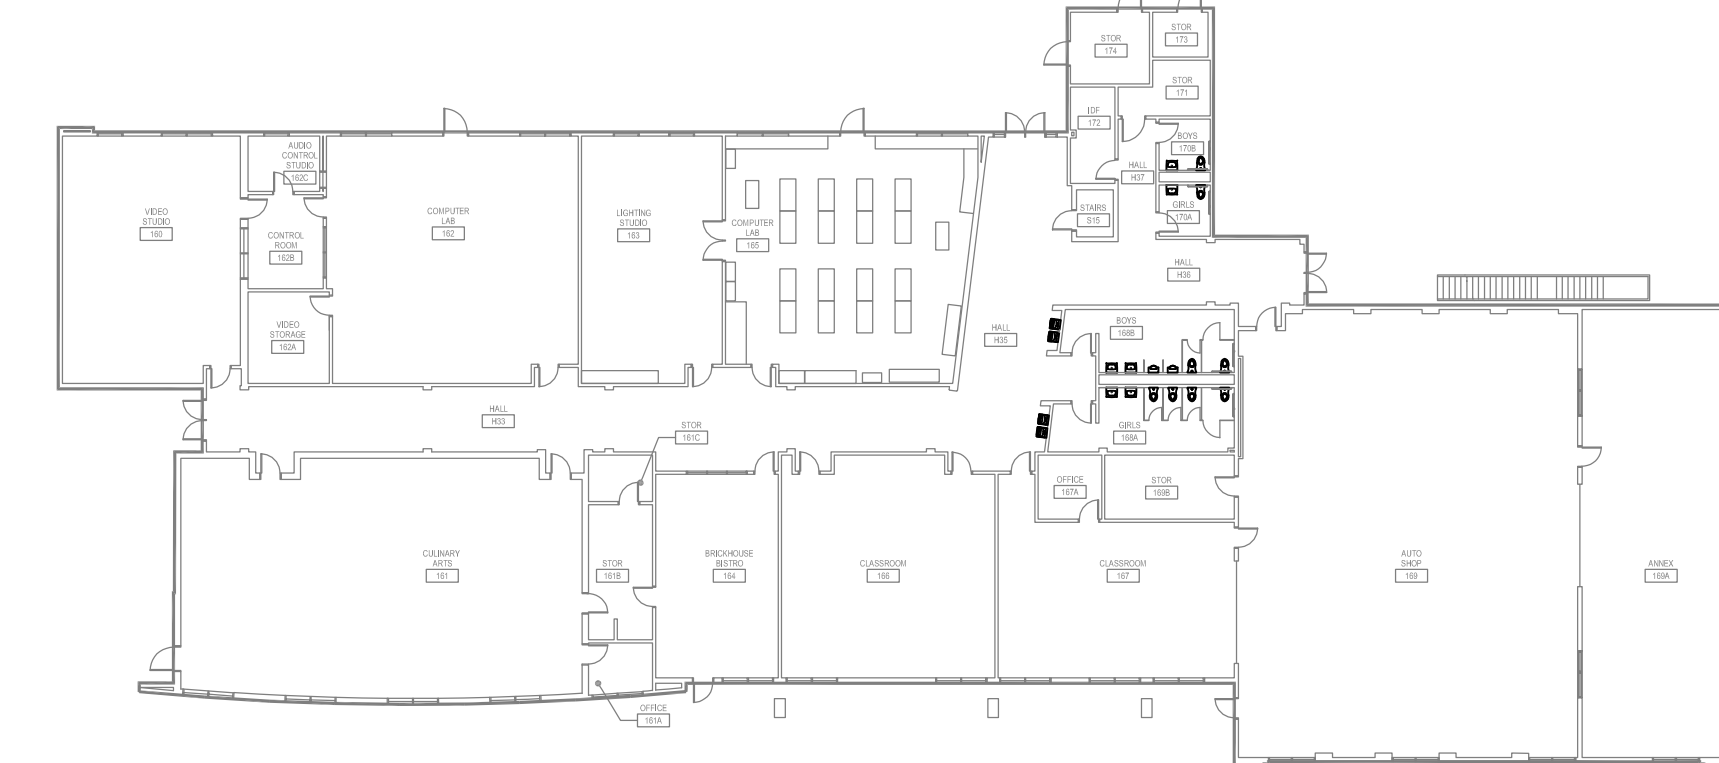 STOR
174
STOR
173
STOR
171
IDF
172
BOYS
170B
HALL
H37
GIRLS
170A
STAIRS
S15
AUDIO
CONTROL
STUDIO
162C
VIDEO
STUDIO
160
CONTROL
ROOM
162B
COMPUTER
LAB
162
LIGHTING
STUDIO
163
COMPUTER
LAB
165
HALL
H36
VIDEO
STORAGE
162A
HALL
H35
BOYS
168B
HALL
H33
STOR
161C
GIRLS
168A
OFFICE
167A
STOR
169B
CULINARY
ARTS
161
STOR
161B
BRICKHOUSE
BISTRO
164
CLASSROOM
166
CLASSROOM
167
AUTO
SHOP
169
ANNEX
169A
OFFICE
161A